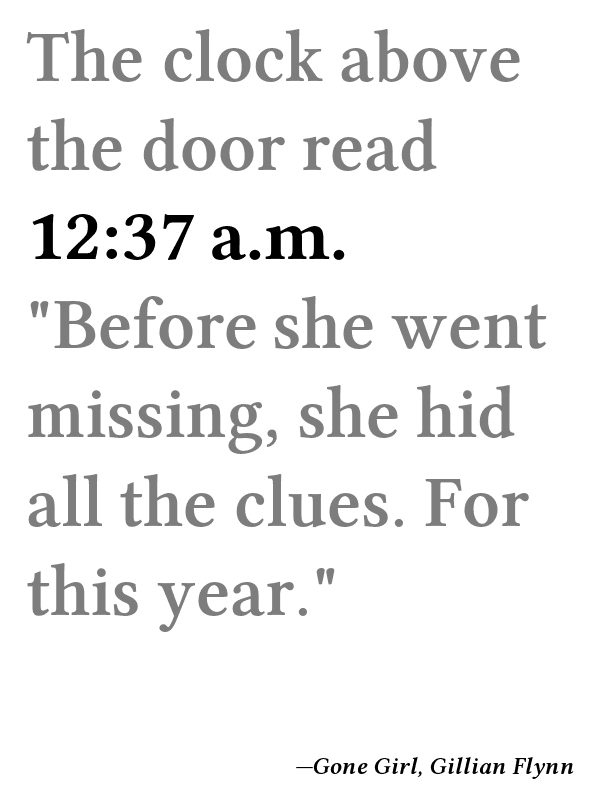 The clock above
the door read
12:37 a.m.
"Before she went
missing, she hid
all the clues. For
this year."
—Gone Girl, Gillian Flynn